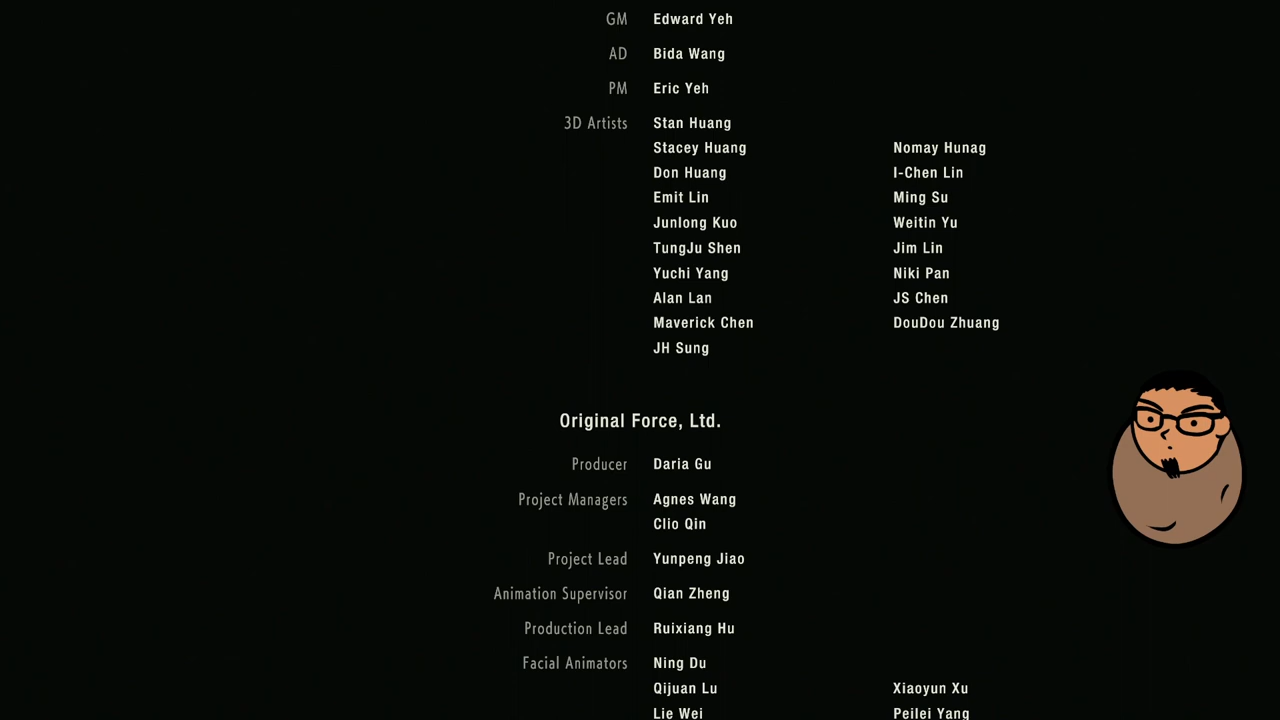 GM Edward Yeh
AD Bida Wang
PM Eric Yeh
3D Artists Stan Huang
Stacey Huang Nomay Hunag
Don Huang I-Chen Lin
Emit Lin Ming Su
Junlong Kuo Weitin Yu
TungJu Shen Jim Lin
Yuchi Yang Niki Pan
Alan Lan JS Chen
Maverick Chen DouDou Zhuang
JH Sung
Original Force, Ltd.
Producer Daria Gu
Project Managers Agnes Wang
Clio Qin
Project Lead Yunpeng Jiao
Animation Supervisor Qian Zheng
Production Lead Ruixiang Hu
Facial Animators Ning Du
Qijuan Lu Xiaoyun Xu
Lie Wei Peilei Yang